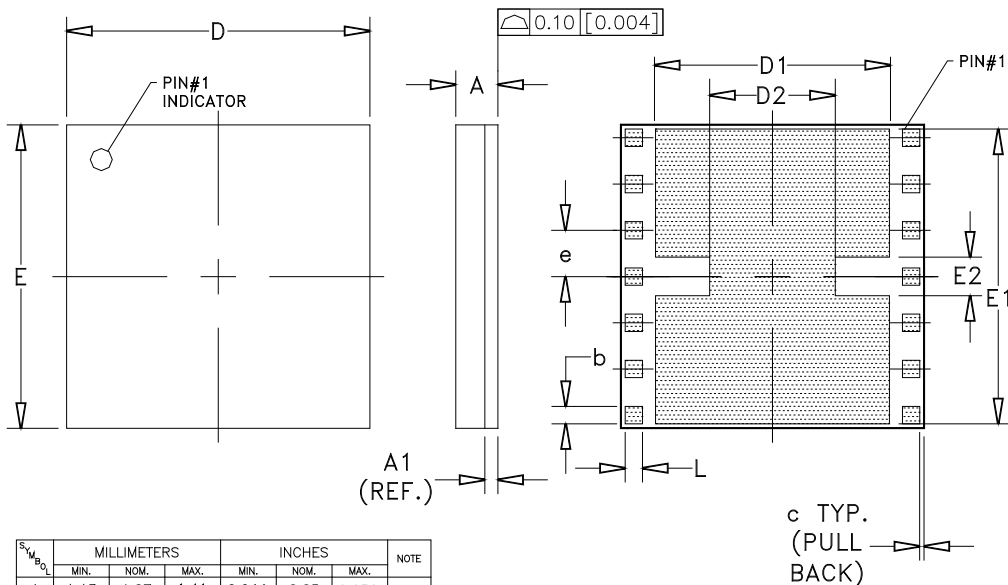 0.10 [0.004]
D
A
D1
PIN#1
PIN#1
INDICATOR
D2
e
E
E2
E1
b
A1
(REF.)
L
c TYP.
(PULL
BACK)
SYMBOL MILLIMETERS INCHES NOTE
MIN. NOM. MAX. MIN. NOM. MAX.